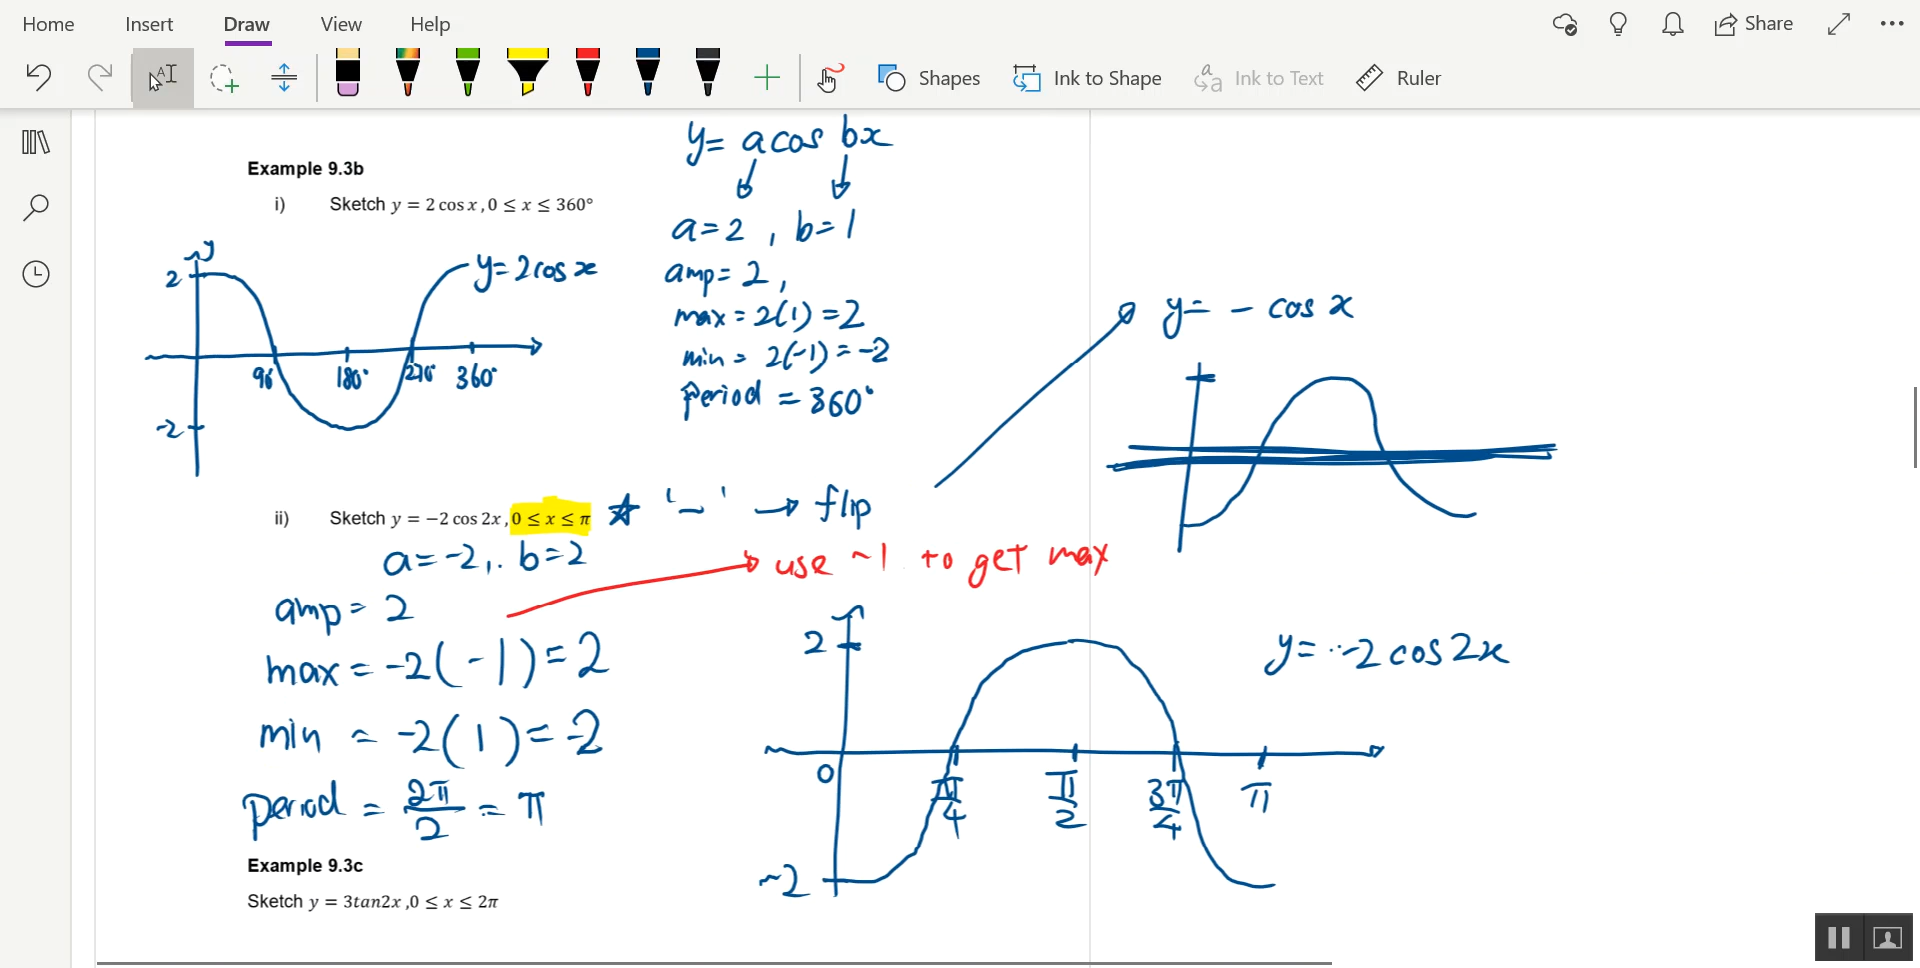 Home Insert Draw View Help
Share
Shapes Ink to Shape Ink to Text Ruler
y = a cos bx
Example 9.3b
i) Sketch y = 2 cos x , 0 ≤ x ≤ 360°
a = 2 , b = 1
y
2
y = 2cos x
amp = 2 ,
max = 2(1) = 2
min = 2(-1) = -2
period = 360°
90° 180° 270° 360°
-2
y = - cos x
ii) Sketch y = −2 cos 2x , 0 ≤ x ≤ π
'-' → flip
a = -2, b = 2
use -1 to get max
amp = 2
max = -2(-1) = 2
min = -2(1) = -2
period = 2π/2 = π
2
y = -2 cos 2x
0 π/4 π/2 3π/4 π
-2
Example 9.3c
Sketch y = 3tan2x ,0 ≤ x ≤ 2π